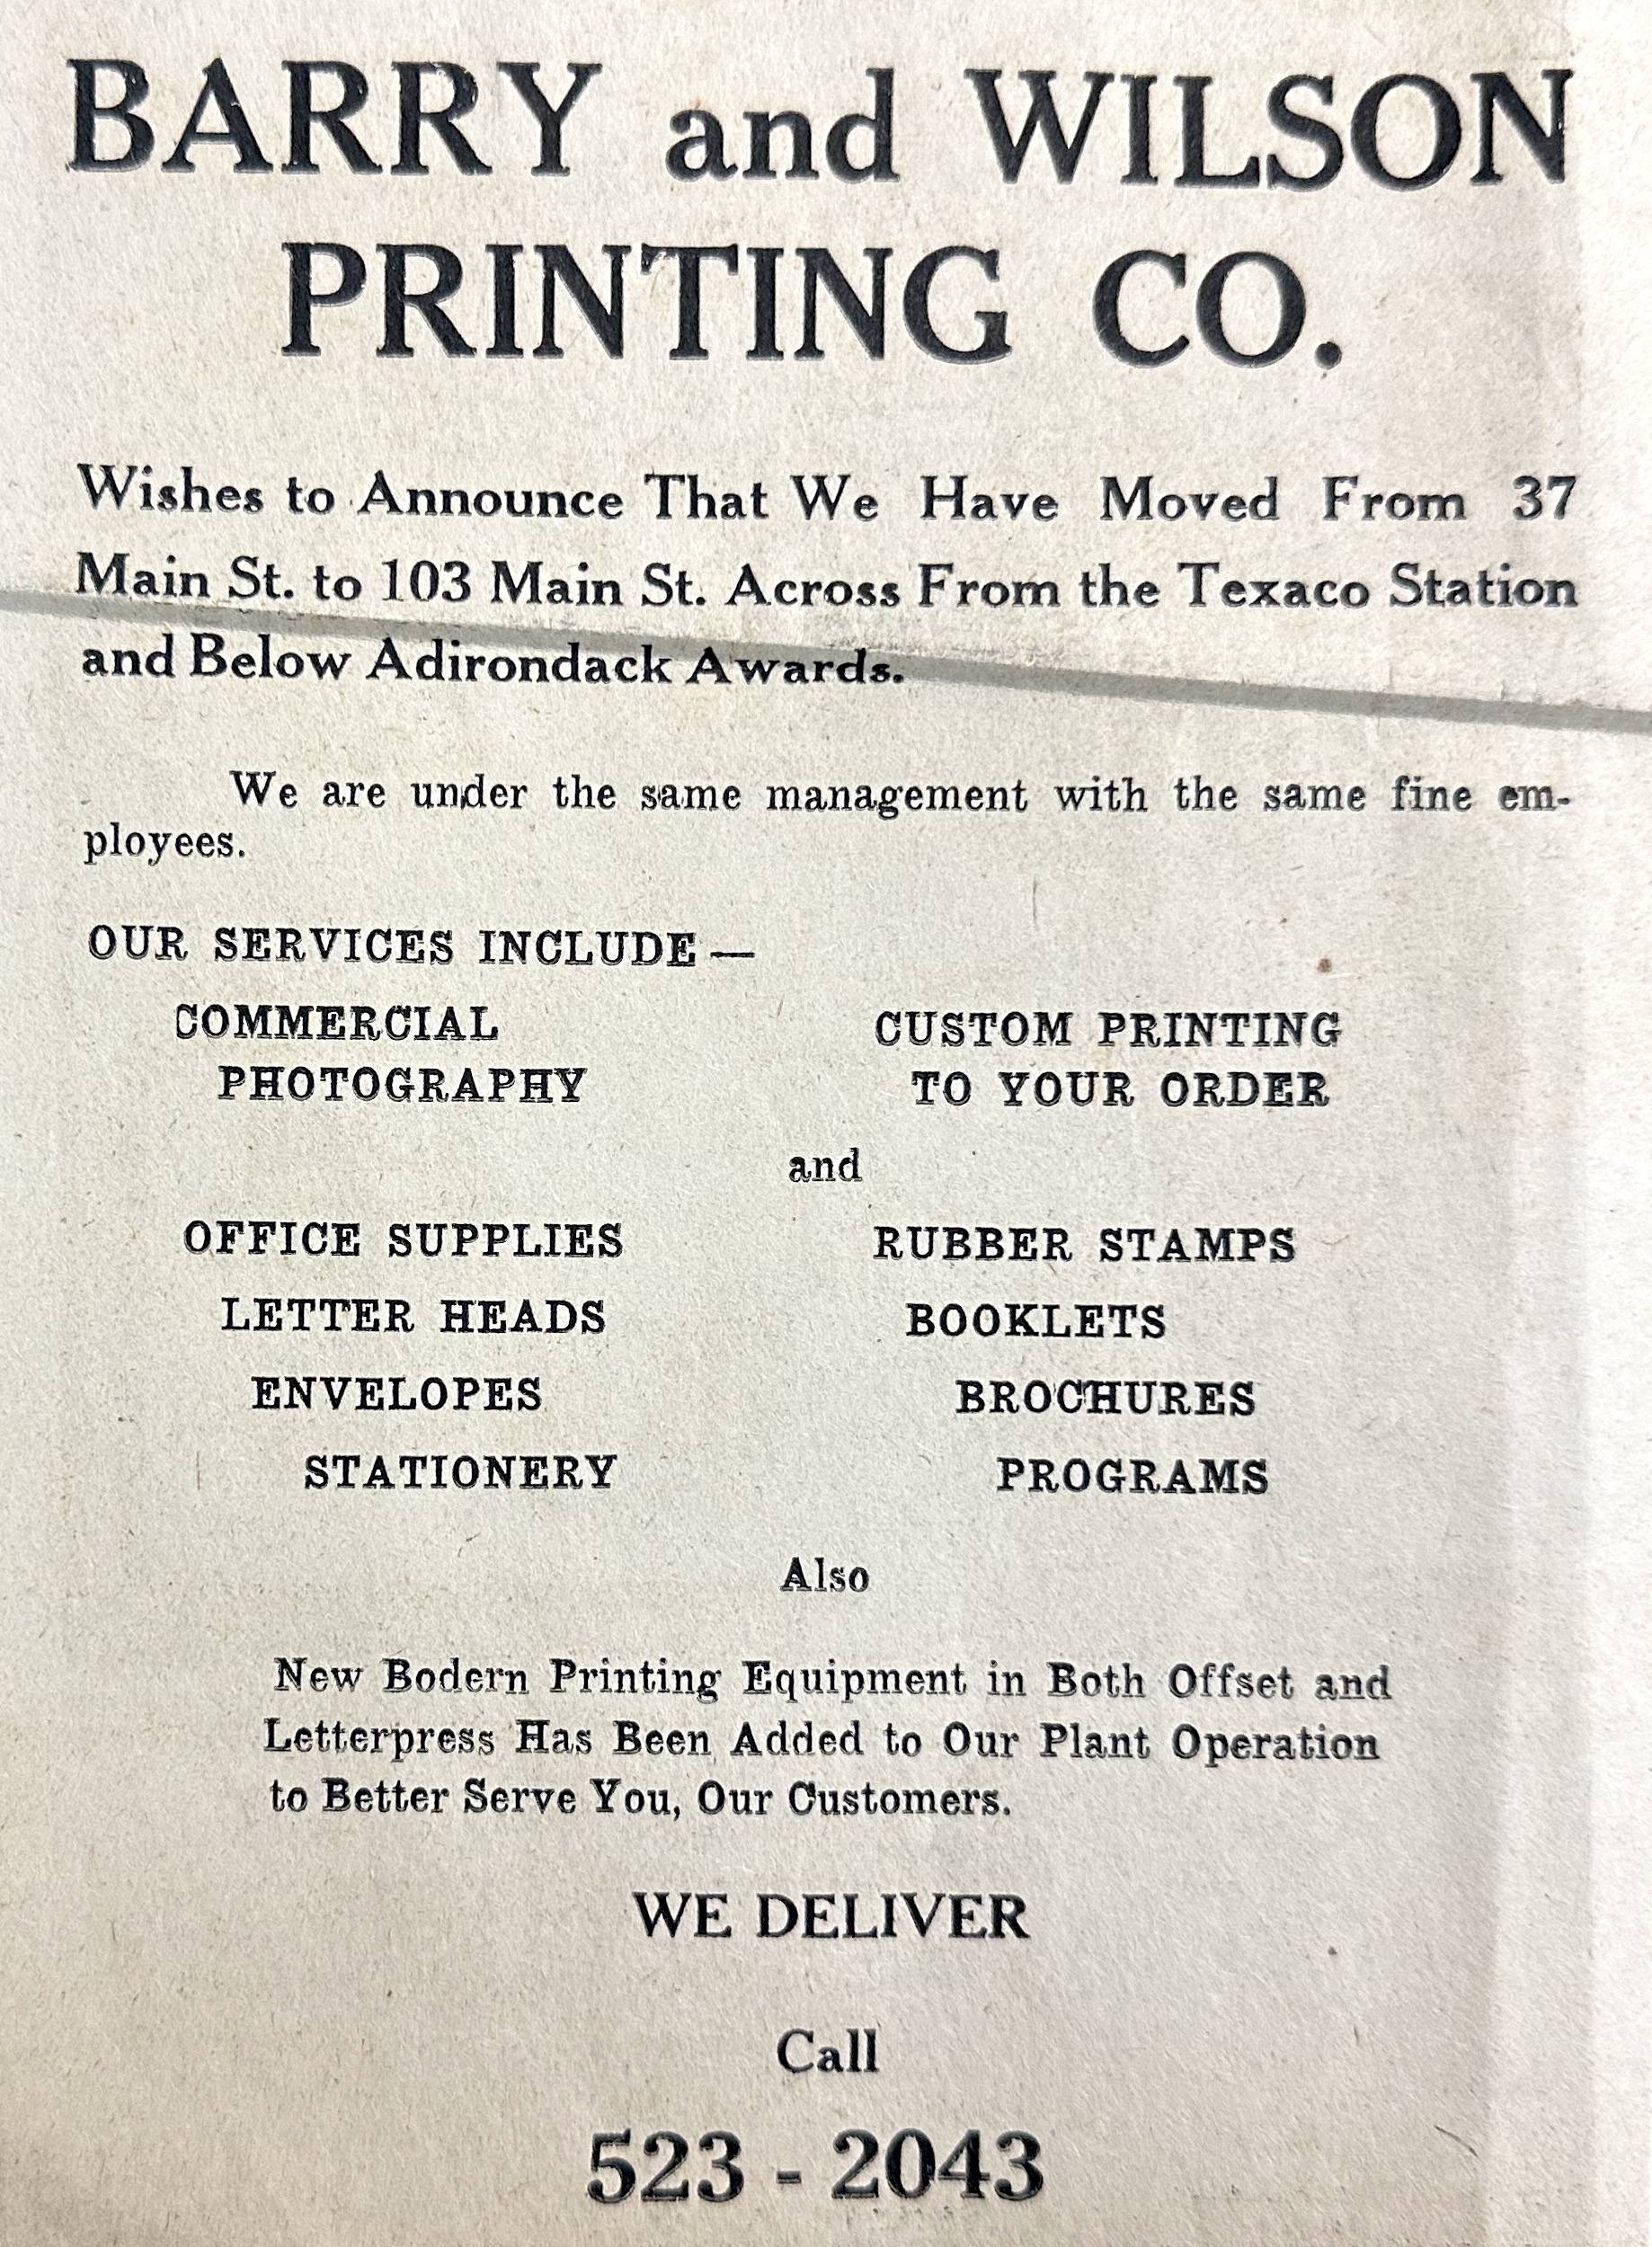 BARRY and WILSON
PRINTING CO.
Wishes to Announce That We Have Moved From 37
Main St. to 103 Main St. Across From the Texaco Station
and Below Adirondack Awards.
We are under the same management with the same fine em-
ployees.
OUR SERVICES INCLUDE —
COMMERCIAL
PHOTOGRAPHY
CUSTOM PRINTING
TO YOUR ORDER
and
OFFICE SUPPLIES
LETTER HEADS
ENVELOPES
STATIONERY
RUBBER STAMPS
BOOKLETS
BROCHURES
PROGRAMS
Also
New Bodern Printing Equipment in Both Offset and
Letterpress Has Been Added to Our Plant Operation
to Better Serve You, Our Customers.
WE DELIVER
Call
523 - 2043